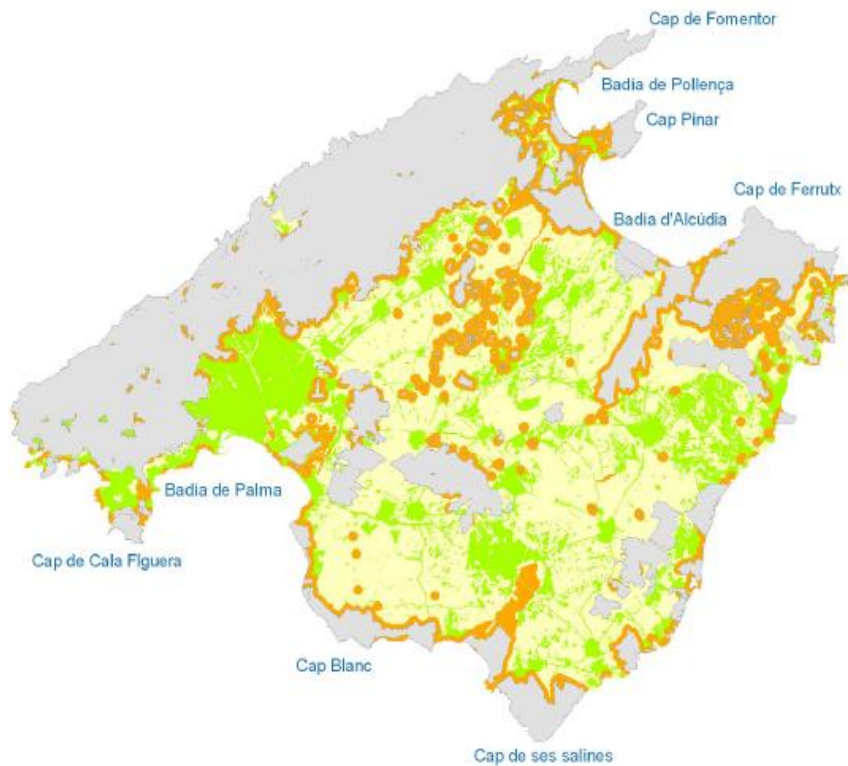 Cap de Fomentor
Badia de Pollença
Cap Pinar
Cap de Ferrutx
Badia d'Alcúdia
Badia de Palma
Cap de Cala FIguera
Cap Blanc
Cap de ses salines